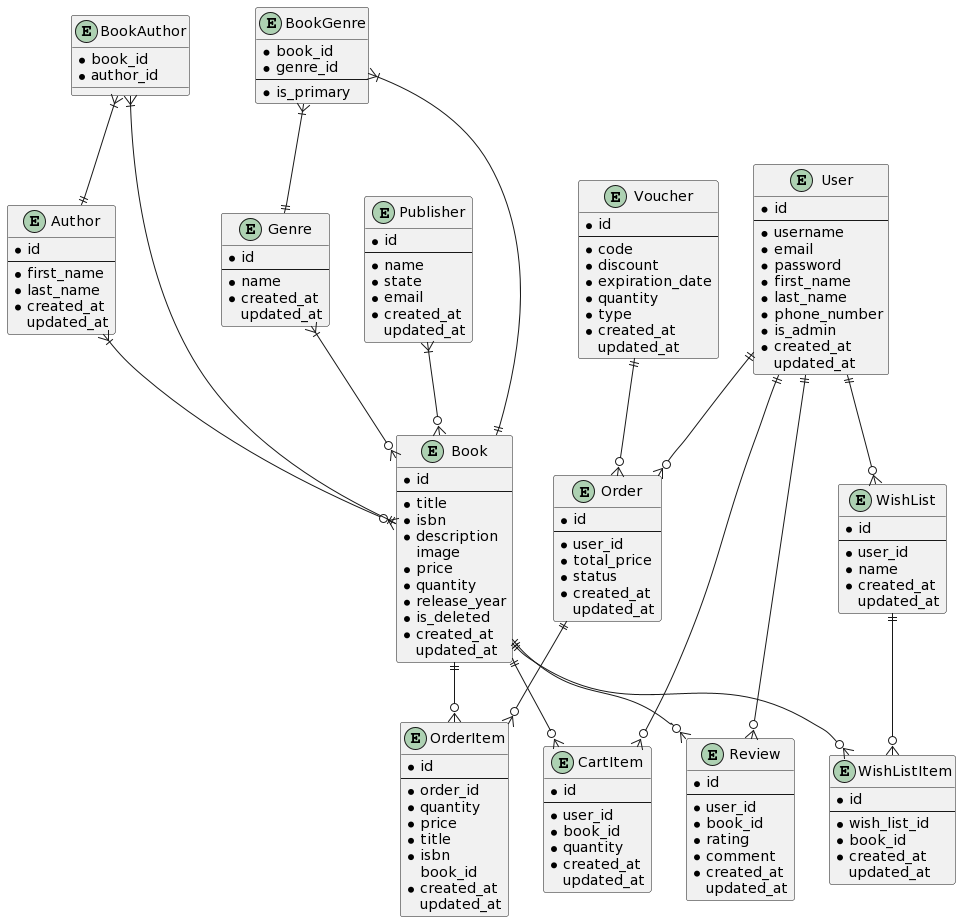 E BookAuthor
book_id
author_id
E BookGenre
book_id
genre_id
is_primary
E Author
id
first_name
last_name
created_at
updated_at
E Genre
id
name
created_at
updated_at
E Publisher
id
name
state
email
created_at
updated_at
E Voucher
id
code
discount
expiration_date
quantity
type
created_at
updated_at
E User
id
username
email
password
first_name
last_name
phone_number
is_admin
created_at
updated_at
E Book
id
title
isbn
description
image
price
quantity
release_year
is_deleted
created_at
updated_at
E Order
id
user_id
total_price
status
created_at
updated_at
E WishList
id
user_id
name
created_at
updated_at
E OrderItem
id
order_id
quantity
price
title
isbn
book_id
created_at
updated_at
E CartItem
id
user_id
book_id
quantity
created_at
updated_at
E Review
id
user_id
book_id
rating
comment
created_at
updated_at
E WishListItem
id
wish_list_id
book_id
created_at
updated_at